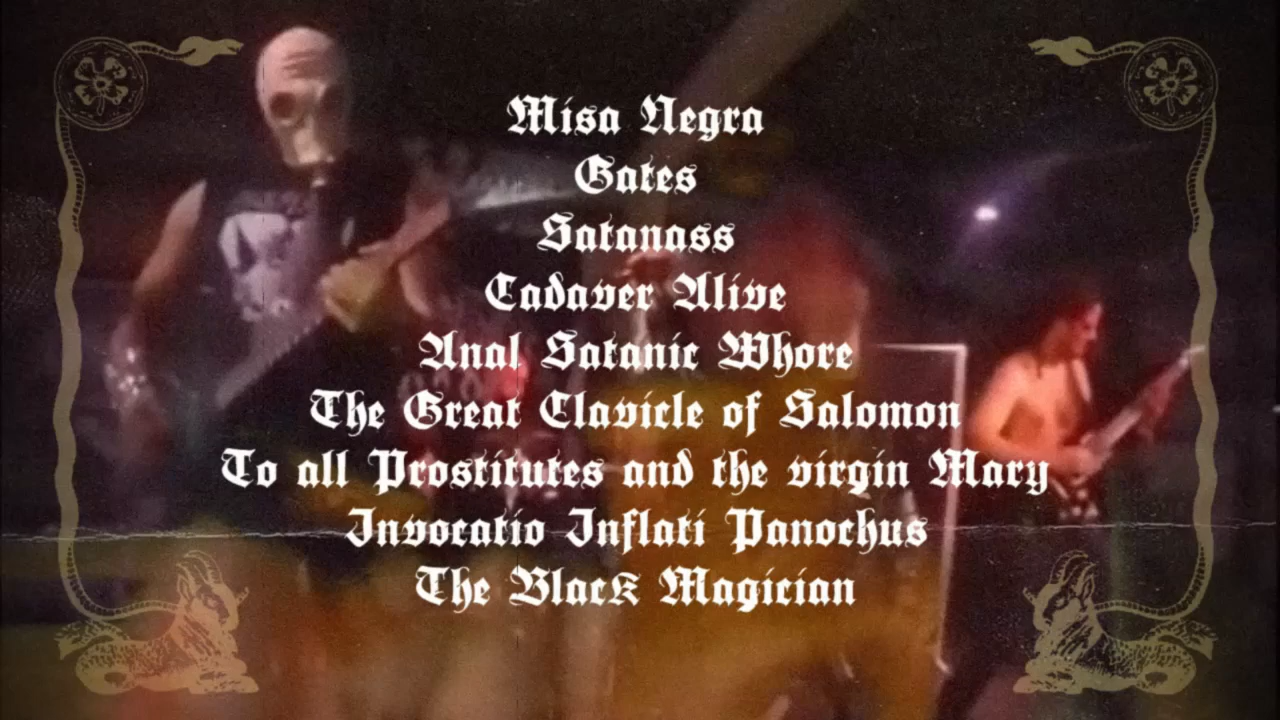 Misa Negra
Gates
Satanass
Cadaver Alive
Anal Satanic Whore
The Great Clavicle of Salomon
To all Prostitutes and the virgin Mary
Invocatio Inflati Panochus
The Black Magician